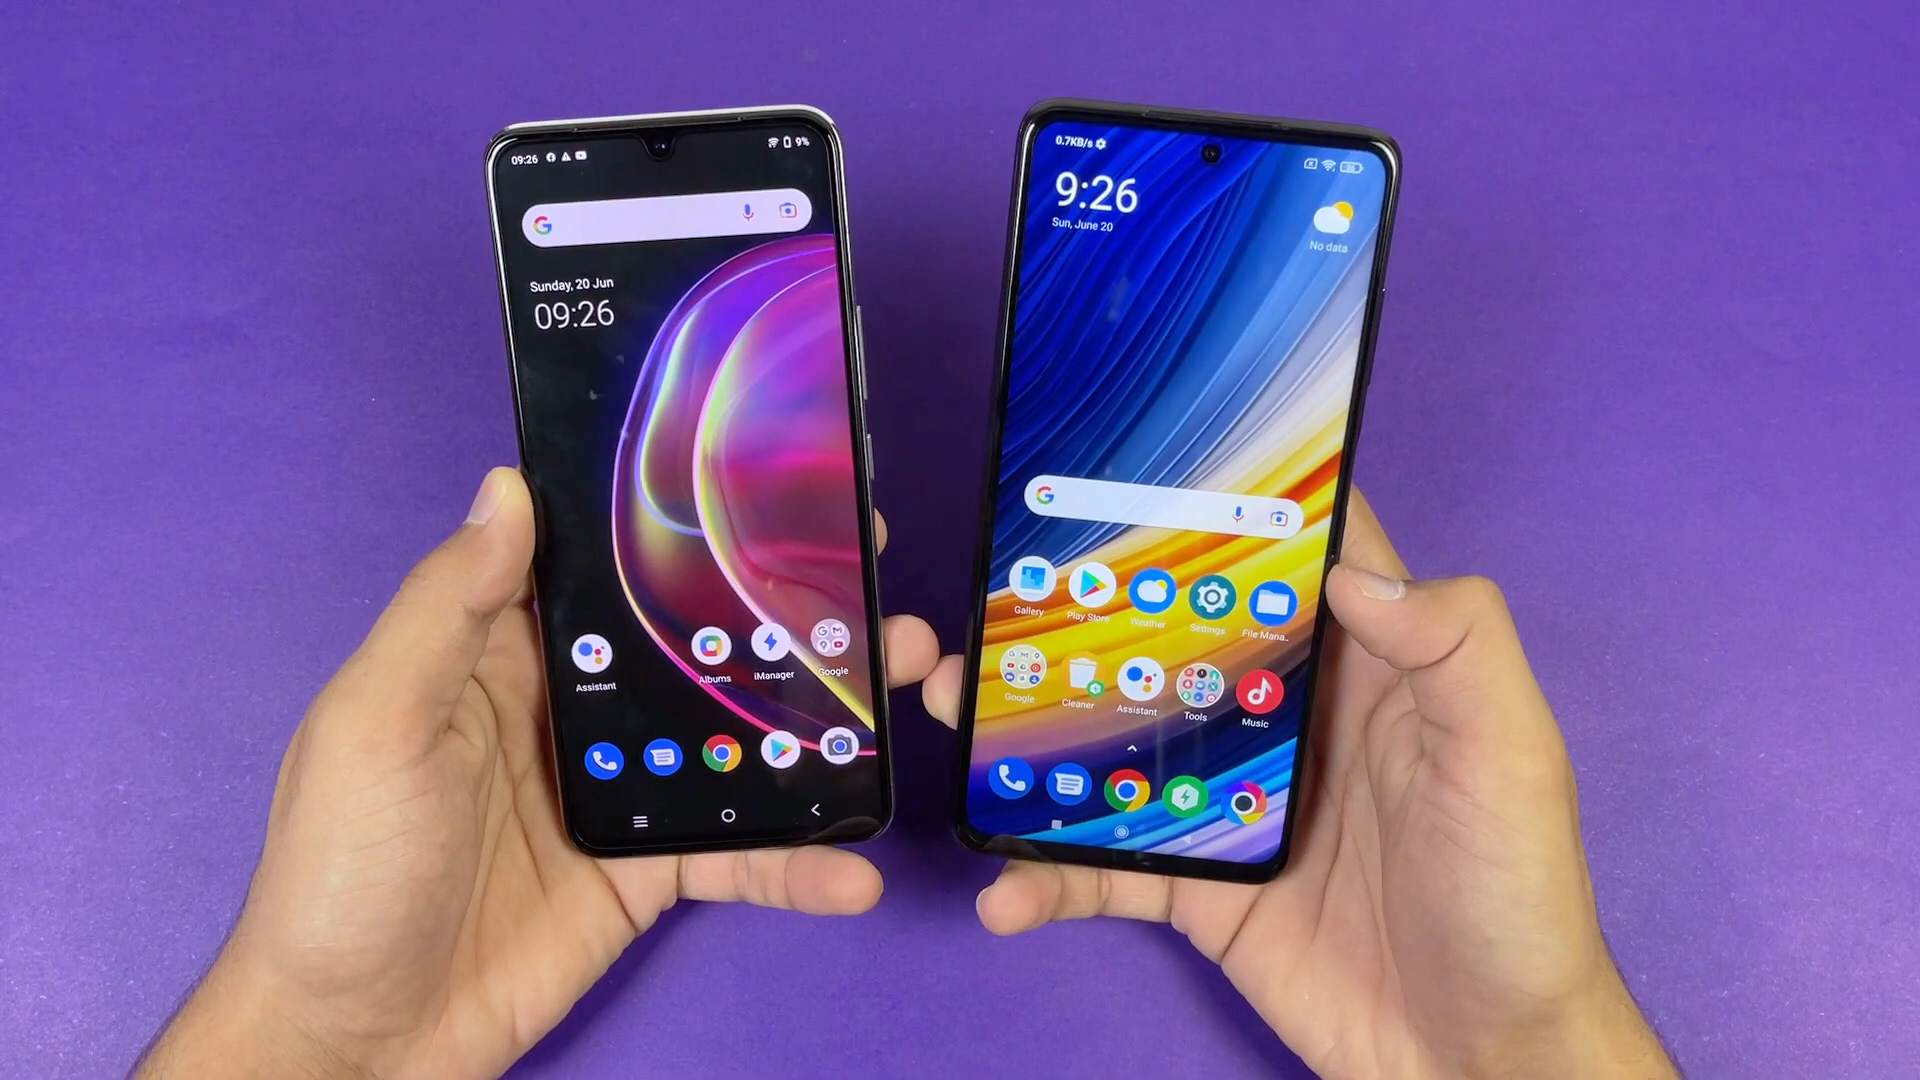 09:26
9%
Sunday, 20 Jun
09:26
Assistant
Albums
iManager
Google
0.7KB/s
9:26
Sun, June 20
No data
Gallery
Play Store
Weather
Settings
File Mana..
Google
Cleaner
Assistant
Tools
Music